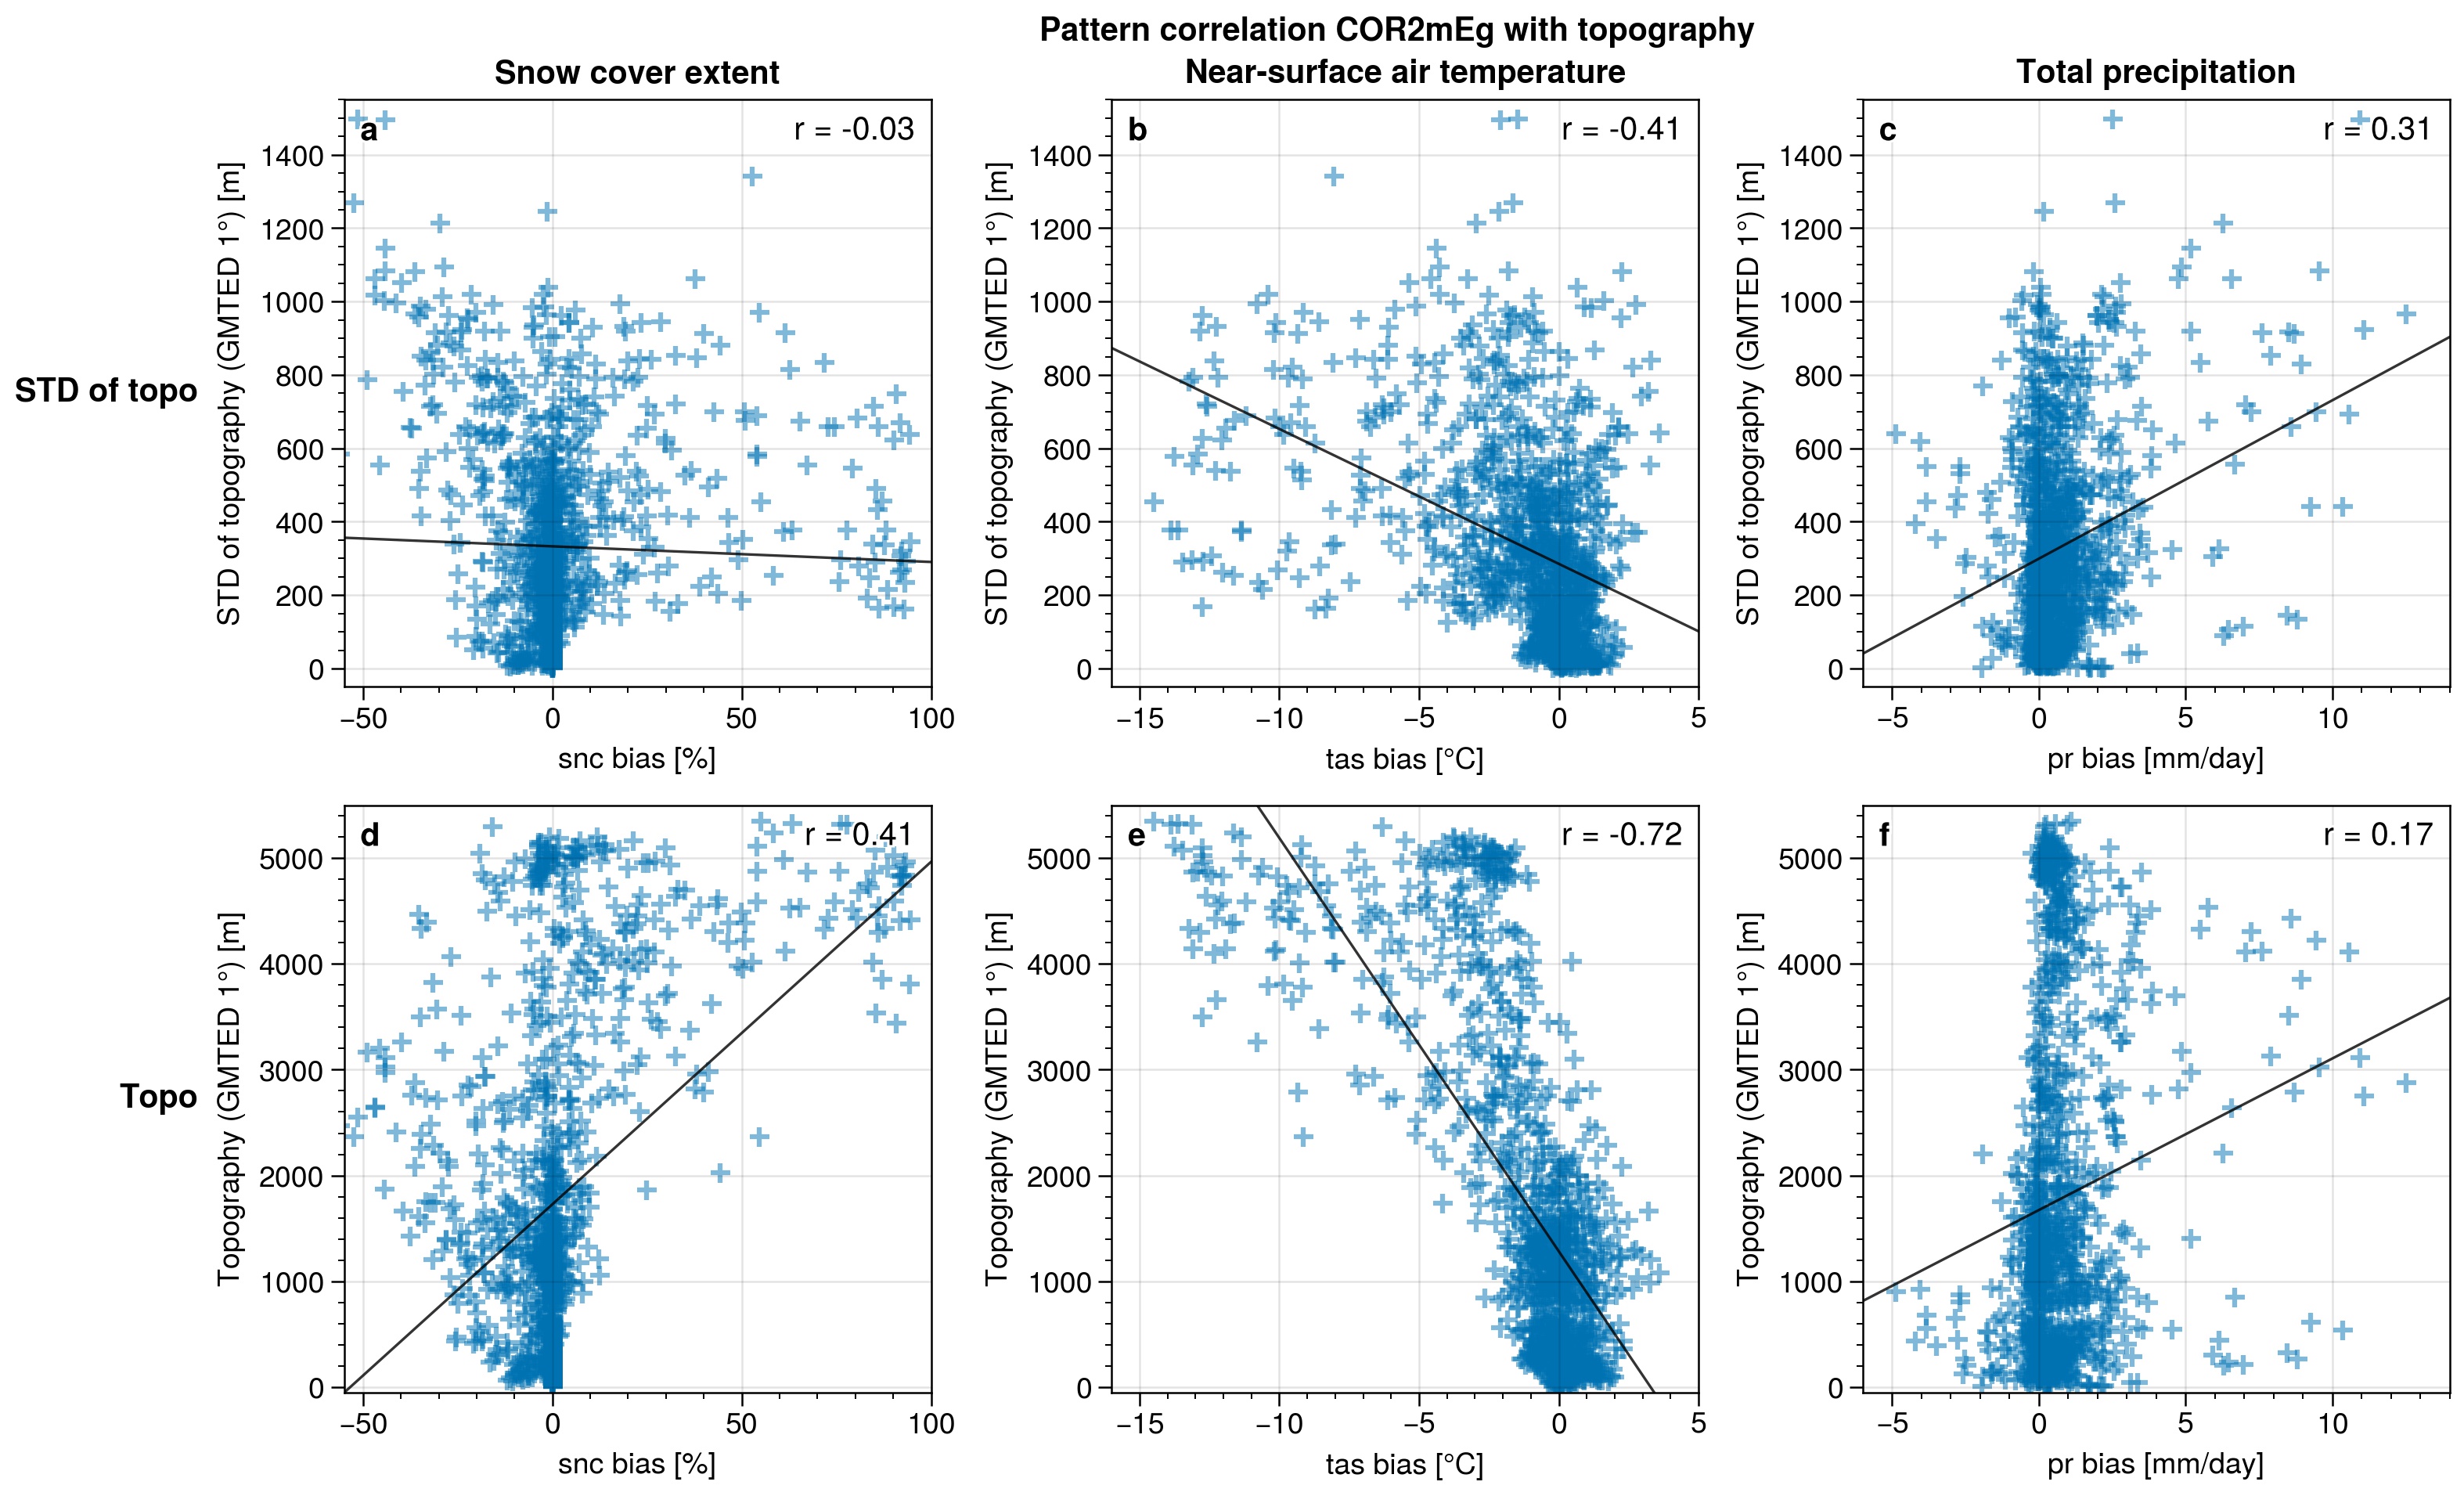 Pattern correlation COR2mEg with topography
Snow cover extent
Near-surface air temperature
Total precipitation
STD of topo
STD of topography (GMTED 1°) [m]
1400
1200
1000
800
600
400
200
0
a
r = -0.03
−50
0
50
100
snc bias [%]
STD of topography (GMTED 1°) [m]
1400
1200
1000
800
600
400
200
0
b
r = -0.41
−15
−10
−5
0
5
tas bias [°C]
STD of topography (GMTED 1°) [m]
1400
1200
1000
800
600
400
200
0
c
r = 0.31
−5
0
5
10
pr bias [mm/day]
Topo
Topography (GMTED 1°) [m]
5000
4000
3000
2000
1000
0
d
r = 0.41
−50
0
50
100
snc bias [%]
Topography (GMTED 1°) [m]
5000
4000
3000
2000
1000
0
e
r = -0.72
−15
−10
−5
0
5
tas bias [°C]
Topography (GMTED 1°) [m]
5000
4000
3000
2000
1000
0
f
r = 0.17
−5
0
5
10
pr bias [mm/day]